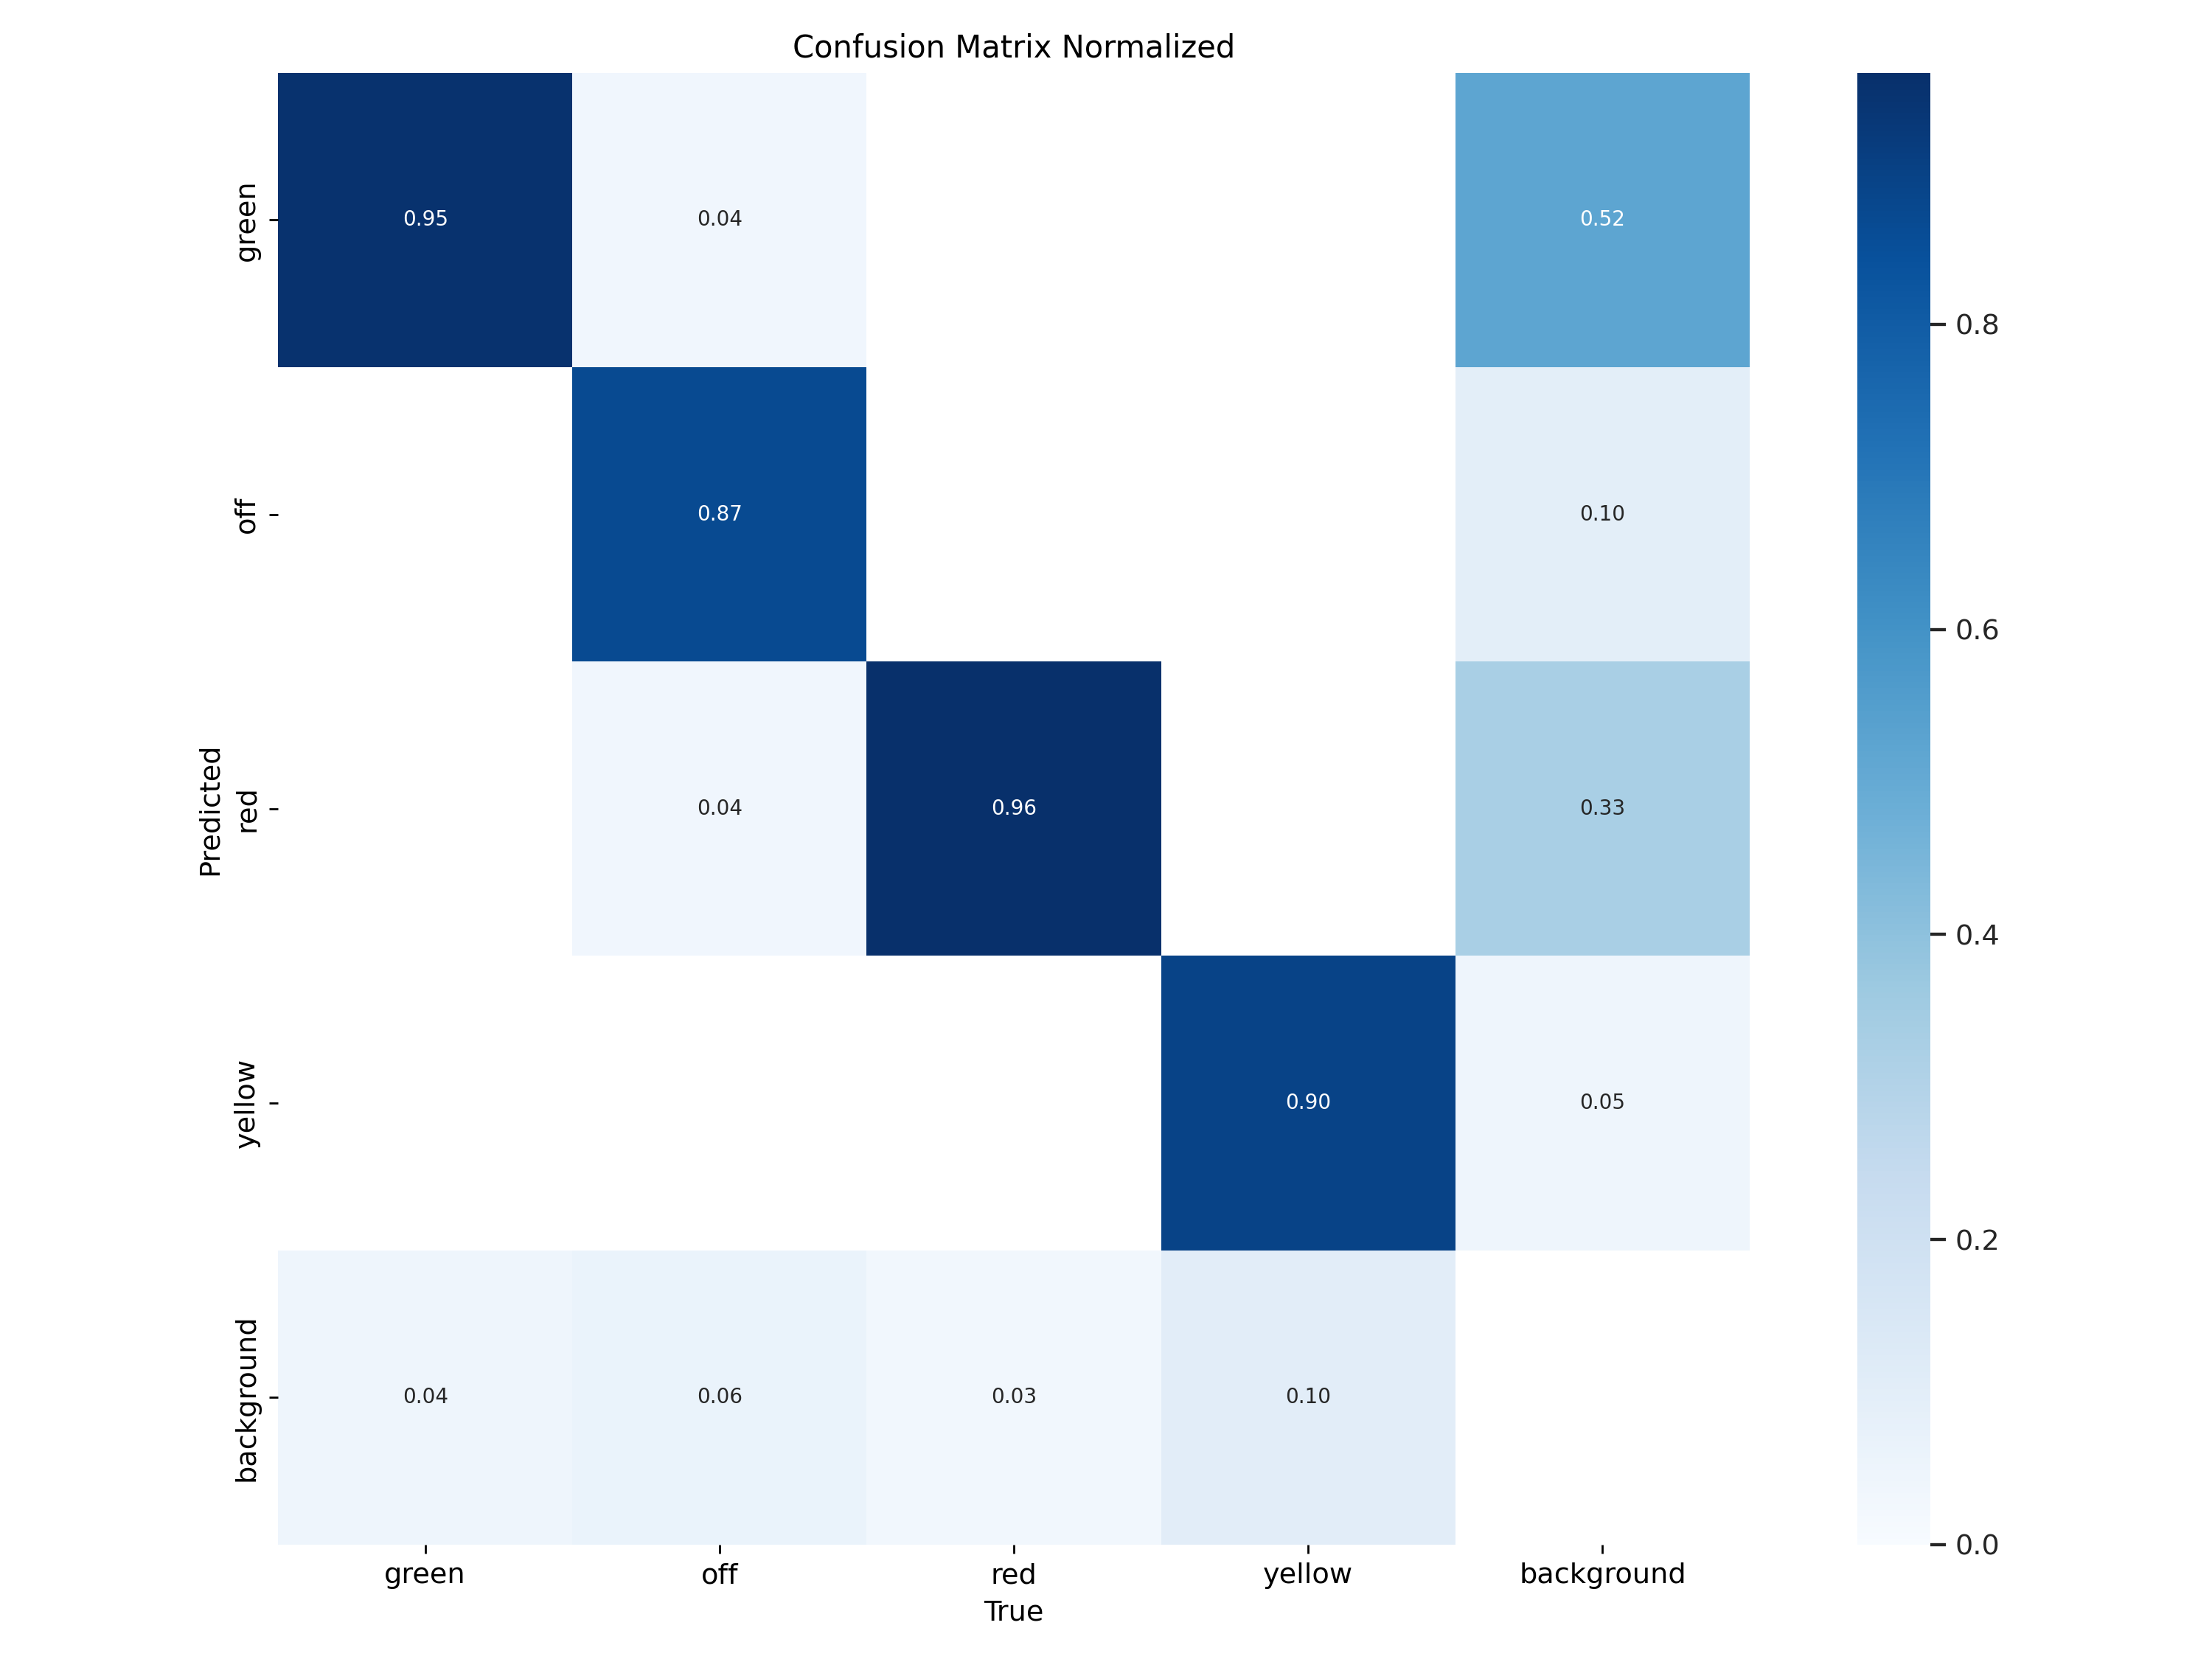 Confusion Matrix Normalized
green
0.95
0.04
0.52
off
0.87
0.10
red
0.04
0.96
0.33
yellow
0.90
0.05
background
0.04
0.06
0.03
0.10
Predicted
green
off
red
yellow
background
True
0.8
0.6
0.4
0.2
0.0